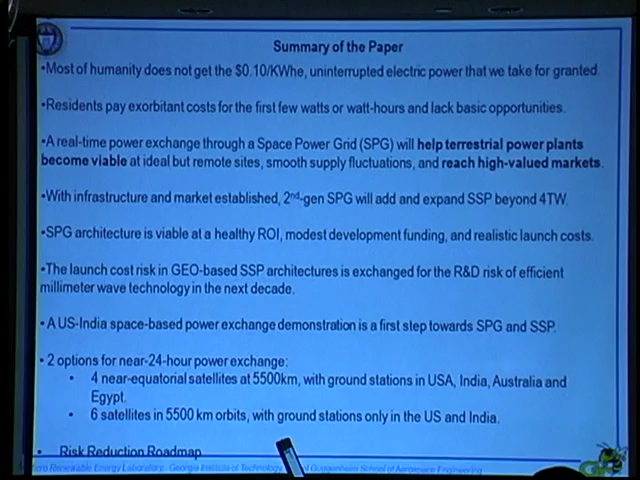 Summary of the Paper
•Most of humanity does not get the $0.10/KWhe, uninterrupted electric power that we take for granted.
•Residents pay exorbitant costs for the first few watts or watt-hours and lack basic opportunities.
•A real-time power exchange through a Space Power Grid (SPG) will help terrestrial power plants
become viable at ideal but remote sites, smooth supply fluctuations, and reach high-valued markets.
•With infrastructure and market established, 2nd-gen SPG will add and expand SSP beyond 4TW.
•SPG architecture is viable at a healthy ROI, modest development funding, and realistic launch costs.
•The launch cost risk in GEO-based SSP architectures is exchanged for the R&D risk of efficient
millimeter wave technology in the next decade.
•A US-India space-based power exchange demonstration is a first step towards SPG and SSP.
• 2 options for near-24-hour power exchange:
• 4 near-equatorial satellites at 5500km, with ground stations in USA, India, Australia and
Egypt.
• 6 satellites in 5500 km orbits, with ground stations only in the US and India.
• Risk Reduction Roadmap
Renewable Energy Laboratory Georgia Institute of Technology Guggenheim School of Aerospace Engineering